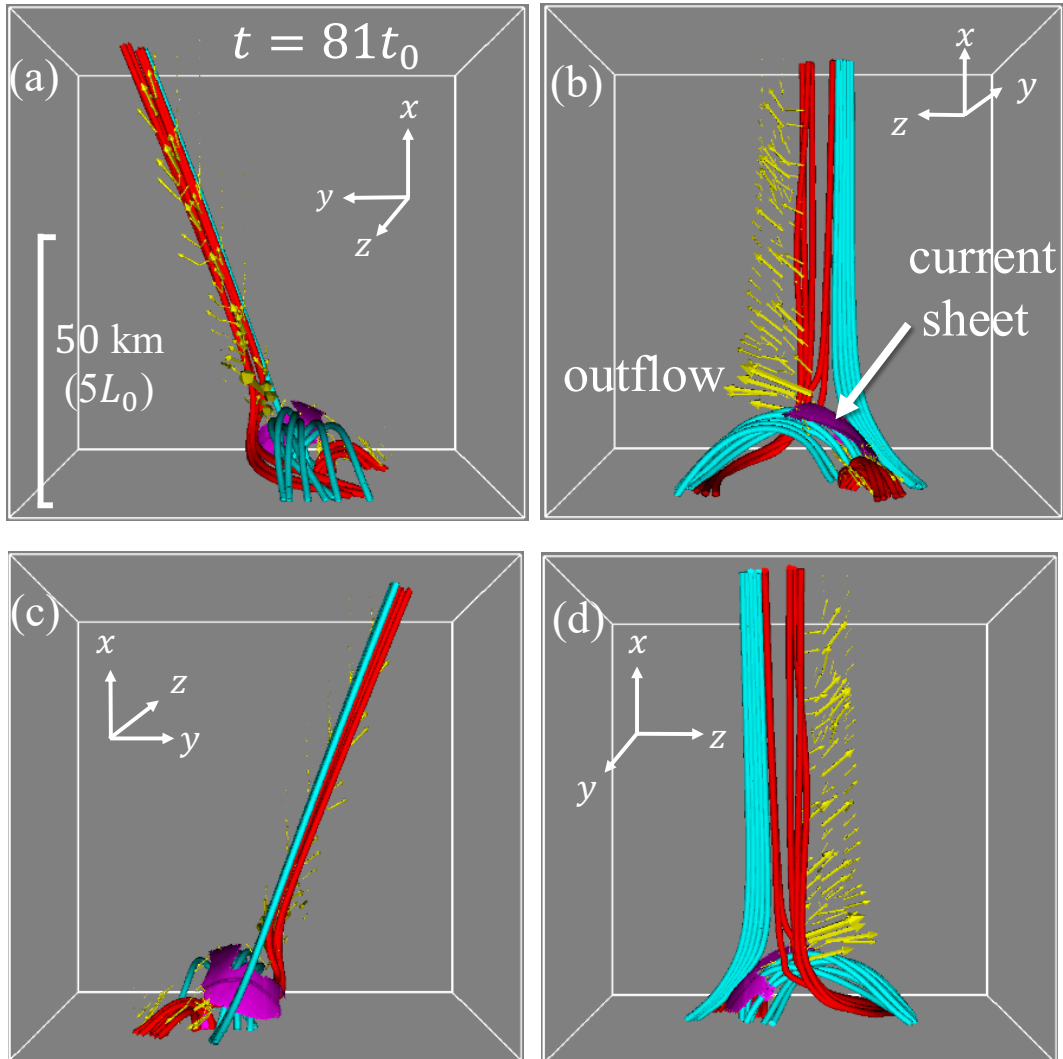 (a)
t = 81t₀
x
y
z
50 km
(5L₀)
(b)
x
y
z
current
sheet
outflow
(c)
x
z
y
(d)
x
z
y